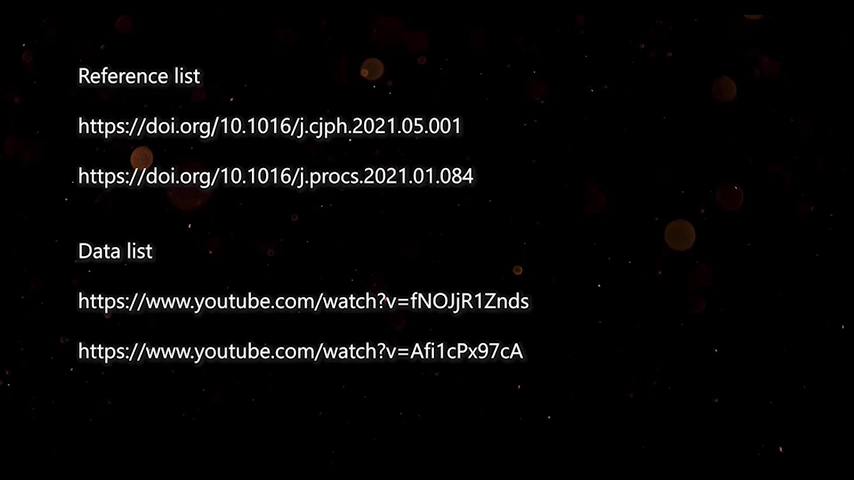 Reference list
https://doi.org/10.1016/j.cjph.2021.05.001
https://doi.org/10.1016/j.procs.2021.01.084
Data list
https://www.youtube.com/watch?v=fNOJjR1Znds
https://www.youtube.com/watch?v=Afi1cPx97cA